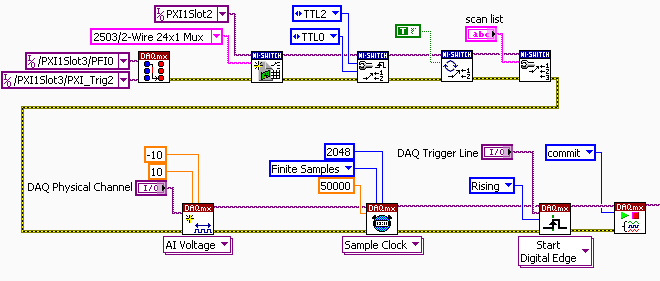 PXI1Slot2
TTL2
scan list
2503/2-Wire 24x1 Mux
TTL0
T F
abc
/PXI1Slot3/PFI0
DAQmx
NI-SWITCH
NI-SWITCH
NI-SWITCH
NI-SWITCH
/PXI1Slot3/PXI_Trig2
-10
2048
DAQ Trigger Line
I/O
commit
10
Finite Samples
DAQ Physical Channel
I/O
50000
Rising
DAQmx
DAQmx
DAQmx
DAQmx
AI Voltage
Sample Clock
Start
Digital Edge